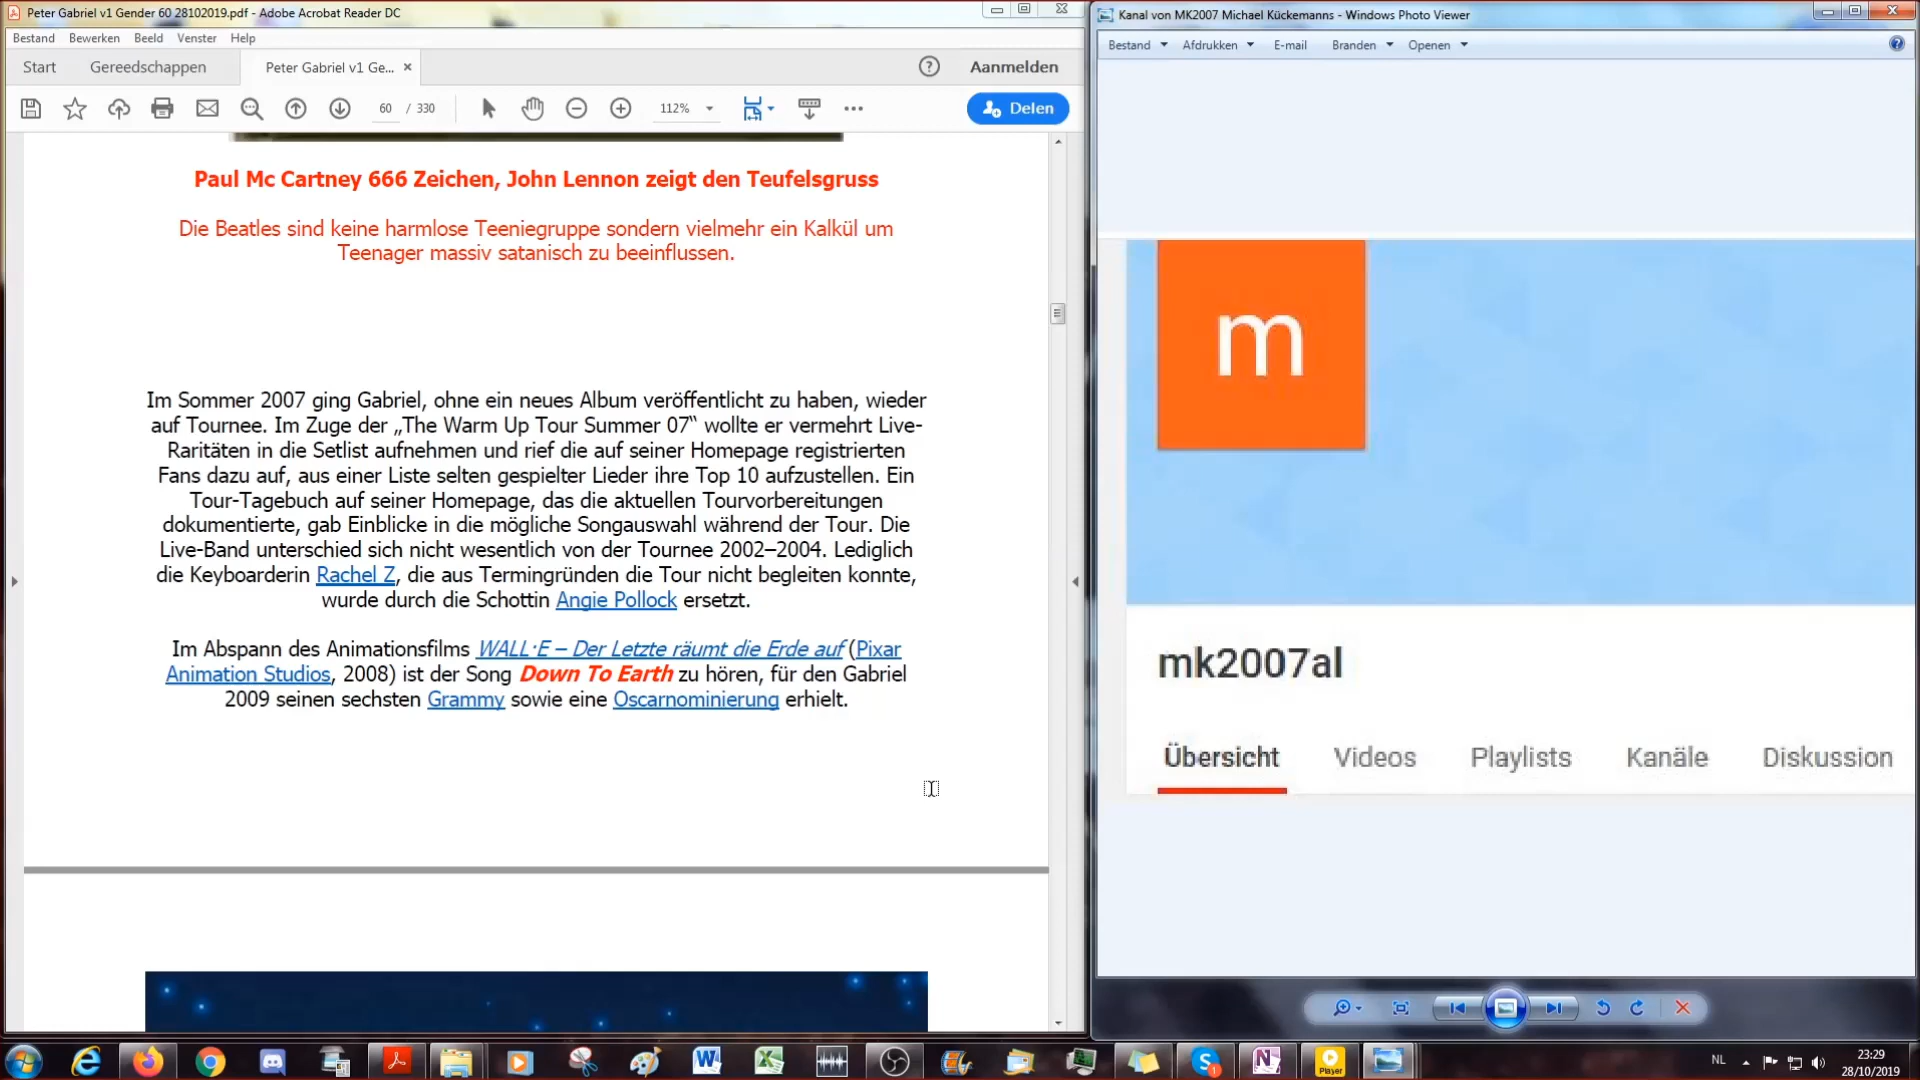 Peter Gabriel v1 Gender 60 28102019.pdf - Adobe Acrobat Reader DC
Bestand Bewerken Beeld Venster Help
Start Gereedschappen Peter Gabriel v1 Ge... Aanmelden
60 / 330 112% Delen
Paul Mc Cartney 666 Zeichen, John Lennon zeigt den Teufelsgruss
Die Beatles sind keine harmlose Teeniegruppe sondern vielmehr ein Kalkül um
Teenager massiv satanisch zu beeinflussen.
Im Sommer 2007 ging Gabriel, ohne ein neues Album veröffentlicht zu haben, wieder
auf Tournee. Im Zuge der „The Warm Up Tour Summer 07“ wollte er vermehrt Live-
Raritäten in die Setlist aufnehmen und rief die auf seiner Homepage registrierten
Fans dazu auf, aus einer Liste selten gespielter Lieder ihre Top 10 aufzustellen. Ein
Tour-Tagebuch auf seiner Homepage, das die aktuellen Tourvorbereitungen
dokumentierte, gab Einblicke in die mögliche Songauswahl während der Tour. Die
Live-Band unterschied sich nicht wesentlich von der Tournee 2002–2004. Lediglich
die Keyboarderin Rachel Z, die aus Termingründen die Tour nicht begleiten konnte,
wurde durch die Schottin Angie Pollock ersetzt.
Im Abspann des Animationsfilms WALL·E – Der Letzte räumt die Erde auf (Pixar
Animation Studios, 2008) ist der Song Down To Earth zu hören, für den Gabriel
2009 seinen sechsten Grammy sowie eine Oscarnominierung erhielt.
Kanal von MK2007 Michael Kückemanns - Windows Photo Viewer
Bestand Afdrukken E-mail Branden Openen
m
mk2007al
Übersicht Videos Playlists Kanäle Diskussion
NL 23:29
28/10/2019